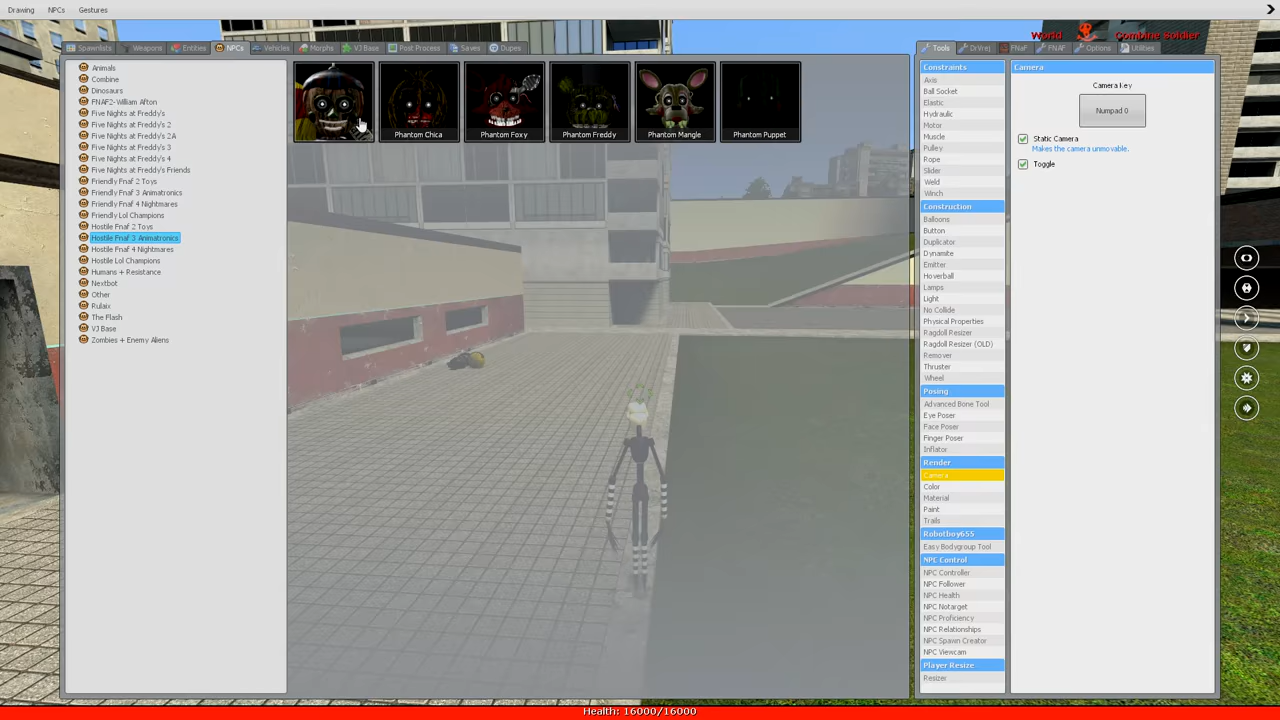 Drawing NPCs Gestures
World Combine Soldier
Spawnlists Weapons Entities NPCs Vehicles Morphs VJ Base Post Process Saves Dupes
Animals
Combine
Dinosaurs
FNAF2- William Afton
Five Nights at Freddy's
Five Nights at Freddy's 2
Five Nights at Freddy's 2A
Five Nights at Freddy's 3
Five Nights at Freddy's 4
Five Nights at Freddy's Friends
Friendly Fnaf 2 Toys
Friendly Fnaf 3 Animatronics
Friendly Fnaf 4 Nightmares
Friendly Lol Champions
Hostile Fnaf 2 Toys
Hostile Fnaf 3 Animatronics
Hostile Fnaf 4 Nightmares
Hostile Lol Champions
Humans + Resistance
Nextbot
Other
Rulaix
The Flash
VJ Base
Zombies + Enemy Aliens
Phantom Chica Phantom Foxy Phantom Freddy Phantom Mangle Phantom Puppet
Tools DrVrej FNaF FNAF Options Utilities
Constraints
Axis
Ball Socket
Elastic
Hydraulic
Motor
Muscle
Pulley
Rope
Slider
Weld
Winch
Construction
Balloons
Button
Duplicator
Dynamite
Emitter
Hoverball
Lamps
Light
No Collide
Physical Properties
Ragdoll Resizer
Ragdoll Resizer (OLD)
Remover
Thruster
Wheel
Posing
Advanced Bone Tool
Eye Poser
Face Poser
Finger Poser
Inflator
Render
Camera
Color
Material
Paint
Trails
Robotboy655
Easy Bodygroup Tool
NPC Control
NPC Controller
NPC Follower
NPC Health
NPC Notarget
NPC Proficiency
NPC Relationships
NPC Spawn Creator
NPC Viewcam
Player Resize
Resizer
Camera
Camera Key
Numpad 0
Static Camera
Makes the camera unmovable.
Toggle
Health: 16000/16000